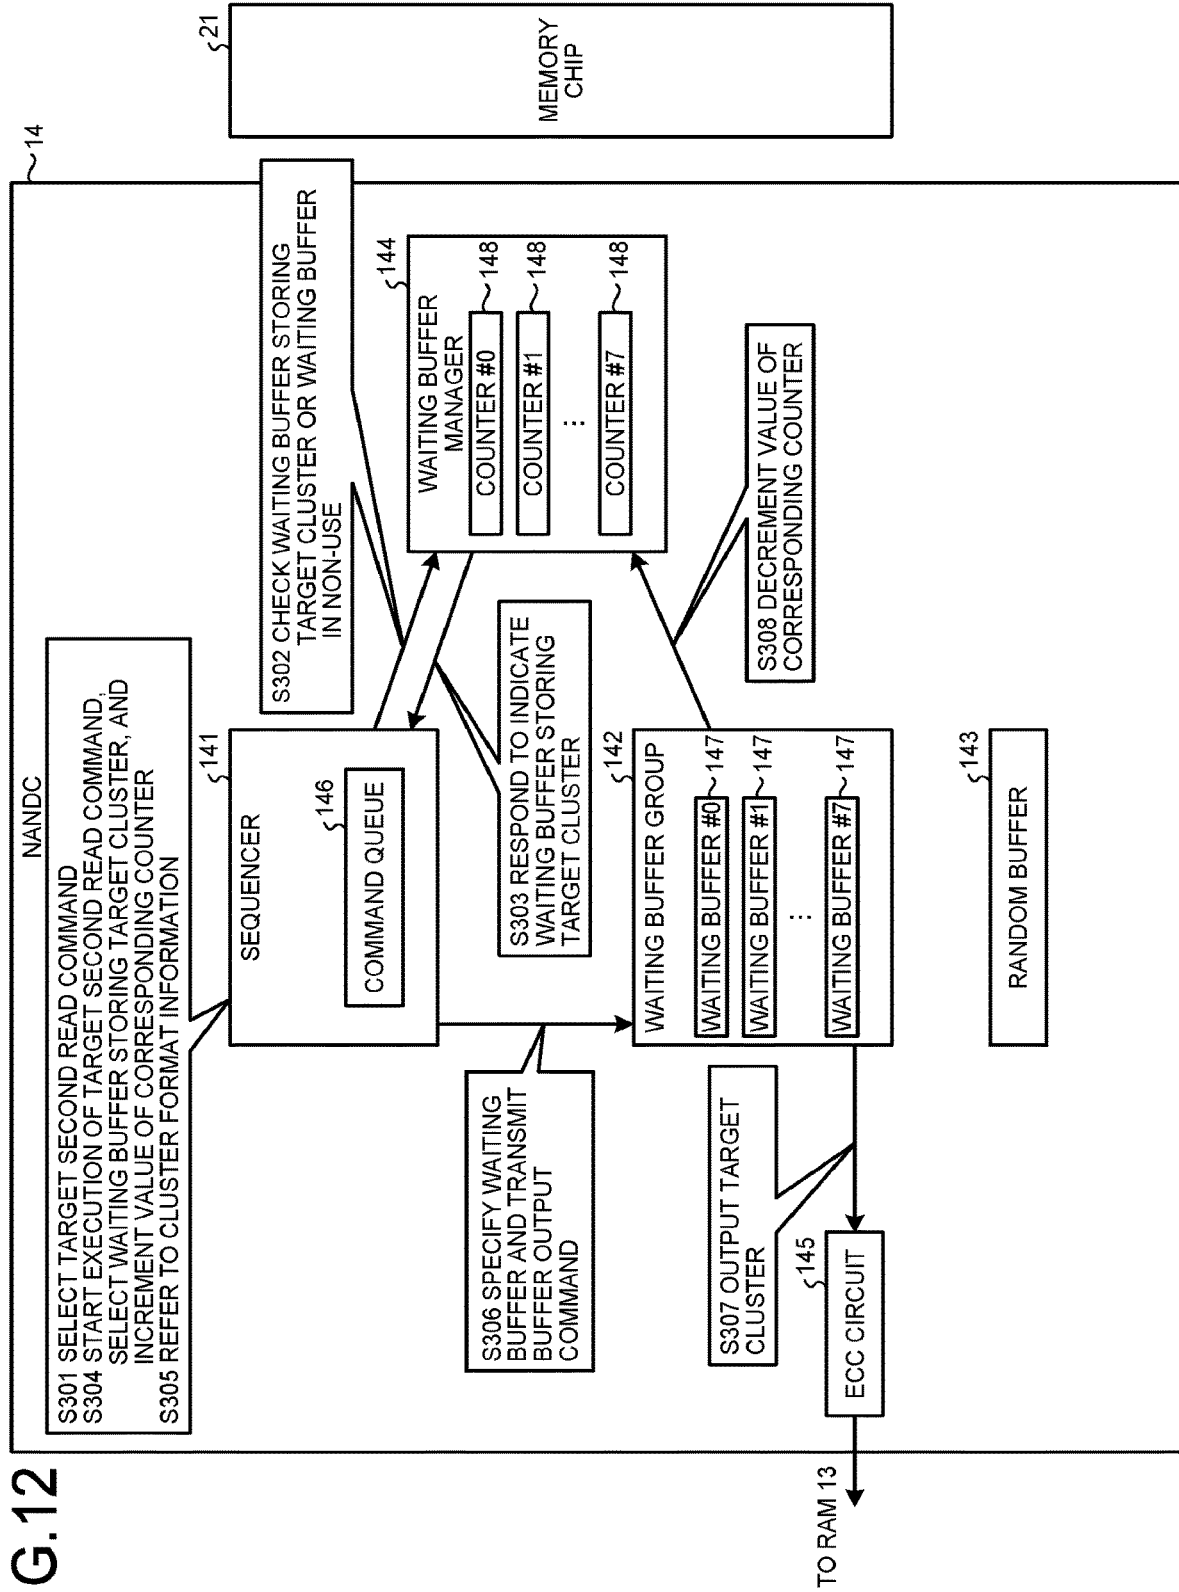 G.12
NANDC
14
S301 SELECT TARGET SECOND READ COMMAND
S304 START EXECUTION OF TARGET SECOND READ COMMAND,
SELECT WAITING BUFFER STORING TARGET CLUSTER, AND
INCREMENT VALUE OF CORRESPONDING COUNTER
S305 REFER TO CLUSTER FORMAT INFORMATION
S302 CHECK WAITING BUFFER STORING
TARGET CLUSTER OR WAITING BUFFER
IN NON-USE
21
MEMORY
CHIP
141
SEQUENCER
146
COMMAND QUEUE
144
WAITING BUFFER
MANAGER
COUNTER #0
148
COUNTER #1
148
...
COUNTER #7
148
S303 RESPOND TO INDICATE
WAITING BUFFER STORING
TARGET CLUSTER
S306 SPECIFY WAITING
BUFFER AND TRANSMIT
BUFFER OUTPUT
COMMAND
142
WAITING BUFFER GROUP
WAITING BUFFER #0
147
WAITING BUFFER #1
147
...
WAITING BUFFER #7
147
S308 DECREMENT VALUE OF
CORRESPONDING COUNTER
S307 OUTPUT TARGET
CLUSTER
145
ECC CIRCUIT
TO RAM 13
143
RANDOM BUFFER